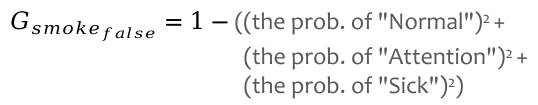 G_smoke_false = 1 − ((the prob. of "Normal")² +
(the prob. of "Attention")² +
(the prob. of "Sick")²)